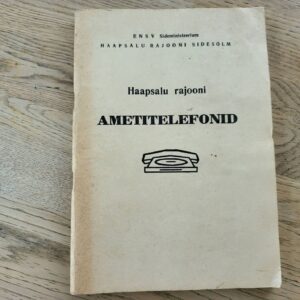 ENSV Sideministeerium
HAAPSALU RAJOONI SIDESÕLM
Haapsalu rajooni
AMETITELEFONID